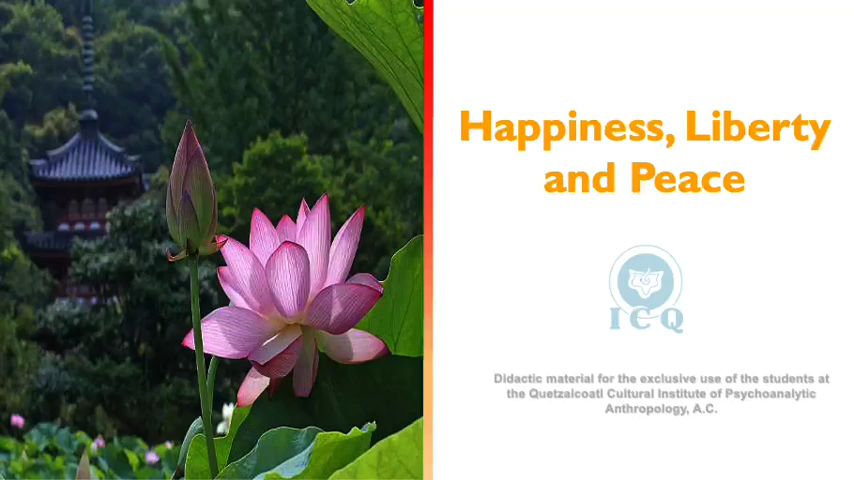 Happiness, Liberty
and Peace
ICQ
Didactic material for the exclusive use of the students at
the Quetzalcoatl Cultural Institute of Psychoanalytic
Anthropology, A.C.